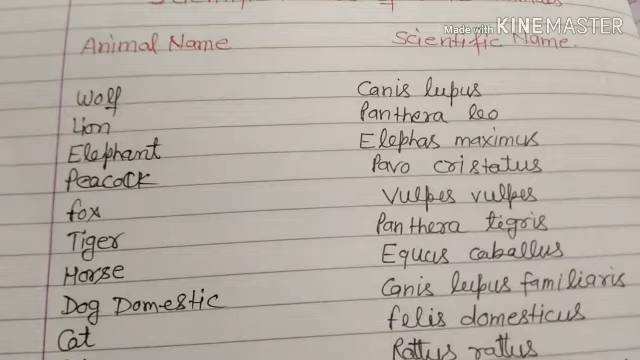 Made with KINEMASTER
Animal Name Scientific Name
Wolf Canis lupus
Lion Panthera leo
Elephant Elephas maximus
Peacock Pavo cristatus
fox Vulpes vulpes
Tiger Panthera tigris
Horse Equus caballus
Dog Domestic Canis lupus familiaris
Cat felis domesticus
Rattus rattus